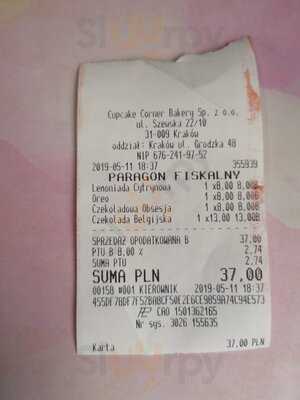 Cupcake Corner Bakery Sp. z o.o.
ul. Szewska 22/10
31-009 Kraków
oddział: Kraków ul. Grodzka 48
NIP 676-241-97-52
2019-05-11 18:37 355939
PARAGON FISKALNY
Lemoniada Cytrynowa 1 x8,00 8,00B
Oreo 1 x8,00 8,00B
Czekoladowa Obsesja 1 x8,00 8,00B
Czekolada Belgijska 1 x13,00 13,00B
SPRZEDAŻ OPODATKOWANA B 37,00
PTU B 8,00 % 2,74
SUMA PTU 2,74
SUMA PLN 37,00
00158 #001 KIEROWNIK 2019-05-11 18:37
CAO 1501362165
Nr sys. 3026 155635
Karta 37,00 PLN